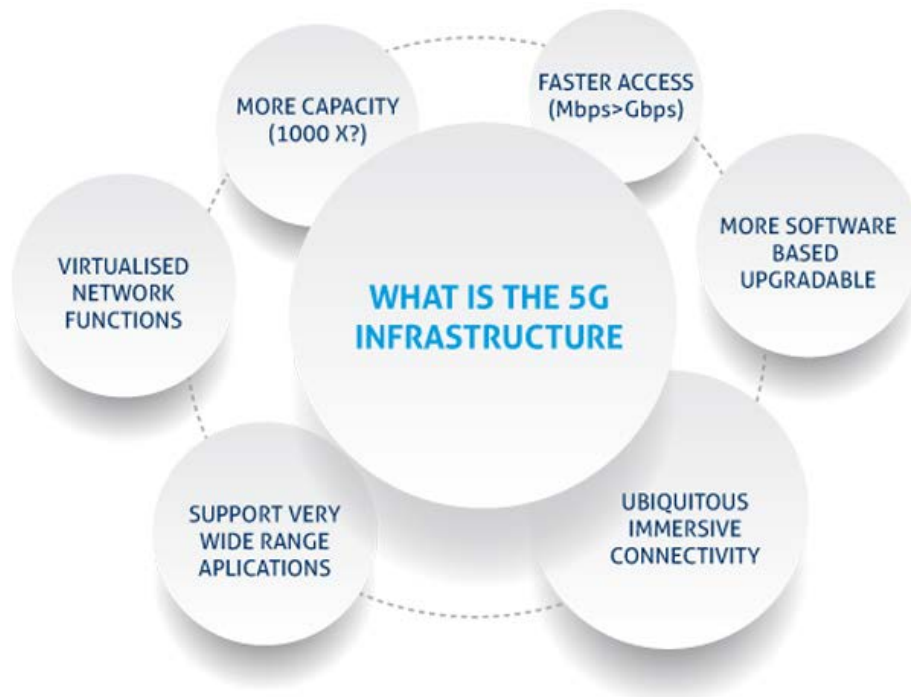 MORE CAPACITY
(1000 X?)
FASTER ACCESS
(Mbps>Gbps)
MORE SOFTWARE
BASED
UPGRADABLE
VIRTUALISED
NETWORK
FUNCTIONS
WHAT IS THE 5G
INFRASTRUCTURE
SUPPORT VERY
WIDE RANGE
APLICATIONS
UBIQUITOUS
IMMERSIVE
CONNECTIVITY